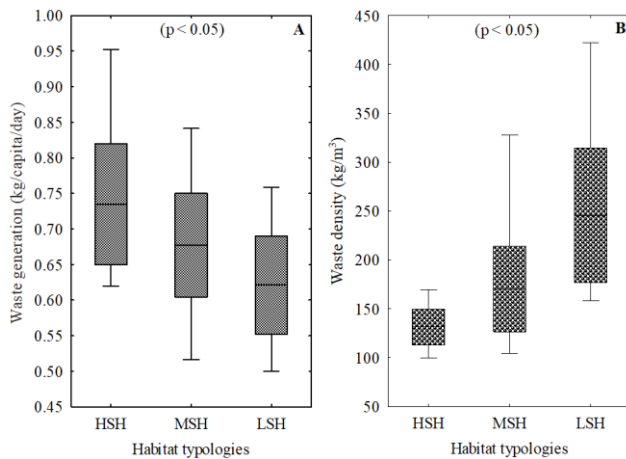 (p < 0.05)
A
1.00
0.95
0.90
0.85
0.80
0.75
0.70
0.65
0.60
0.55
0.50
0.45
Waste generation (kg/capita/day)
HSH
MSH
LSH
Habitat typologies
(p < 0.05)
B
450
400
350
300
250
200
150
100
50
Waste density (kg/m³)
HSH
MSH
LSH
Habitat typologies